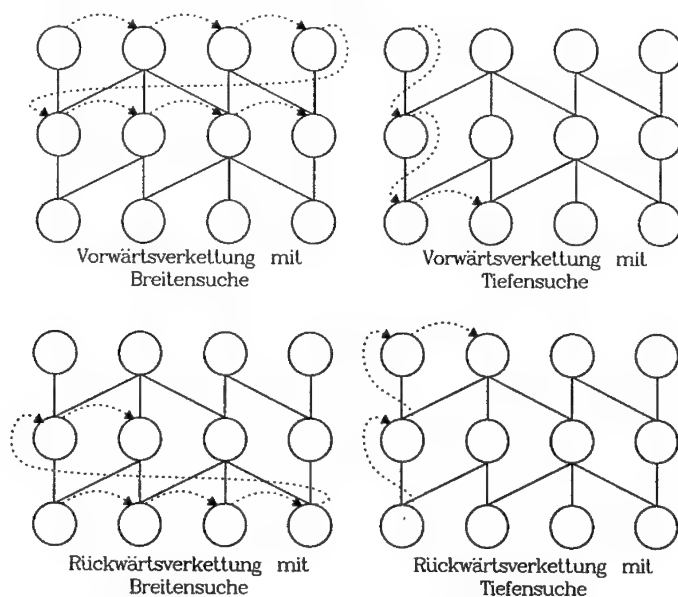 Vorwärtsverkettung mit
Breitensuche
Vorwärtsverkettung mit
Tiefensuche
Rückwärtsverkettung mit
Breitensuche
Rückwärtsverkettung mit
Tiefensuche